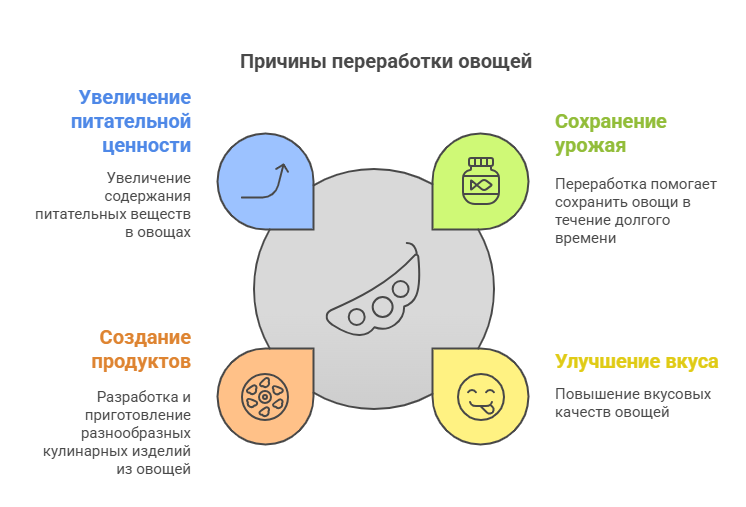 Причины переработки овощей
Увеличение
питательной
ценности
Увеличение
содержания
питательных веществ
в овощах
Сохранение
урожая
Переработка помогает
сохранить овощи в
течение долгого
времени
Создание
продуктов
Разработка и
приготовление
разнообразных
кулинарных изделий
из овощей
Улучшение вкуса
Повышение вкусовых
качеств овощей